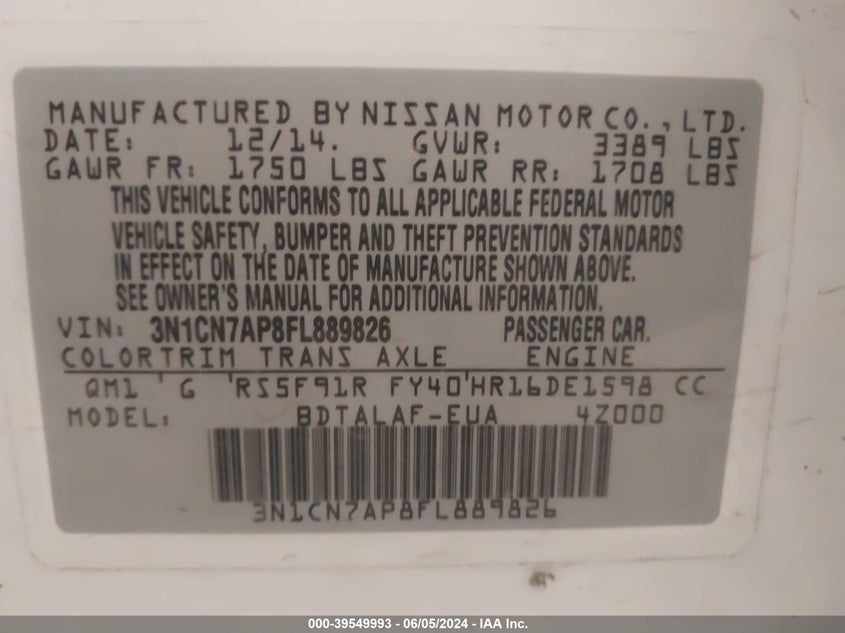 MANUFACTURED BY NISSAN MOTOR CO., LTD.
DATE: 12/14. GVWR: 3389 LBS
GAWR FR: 1750 LBS GAWR RR: 1708 LBS
THIS VEHICLE CONFORMS TO ALL APPLICABLE FEDERAL MOTOR
VEHICLE SAFETY, BUMPER AND THEFT PREVENTION STANDARDS
IN EFFECT ON THE DATE OF MANUFACTURE SHOWN ABOVE.
SEE OWNER'S MANUAL FOR ADDITIONAL INFORMATION.
VIN: 3N1CN7AP8FL889826 PASSENGER CAR.
COLORTRIM TRANS AXLE ENGINE
QM1 ' G 'RS5F91R FY40'HR16DE1598 CC
MODEL: BDTALAF-EUA 4Z000
3N1CN7AP8FL889826
000-39549993 - 06/05/2024 - IAA Inc.